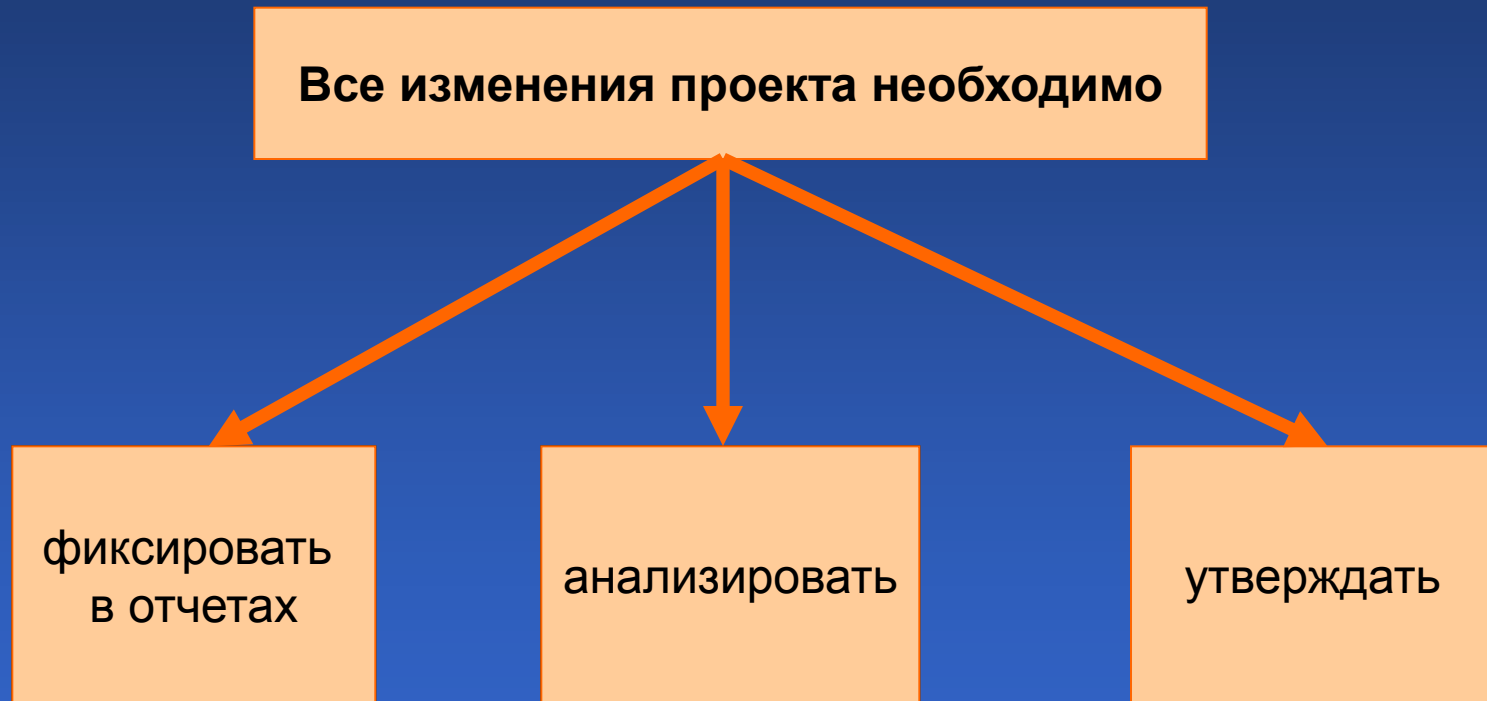 Все изменения проекта необходимо
фиксировать
в отчетах
анализировать
утверждать